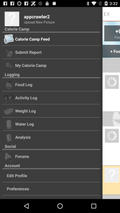 3:22
appcrawler2
Upload New Picture
Calorie Camp
Calorie Camp Feed
Submit Report
My Calorie Camp
Logging
Food Log
Activity Log
Weight Log
Water Log
Analysis
Social
Forums
Account
Edit Profile
Preferences